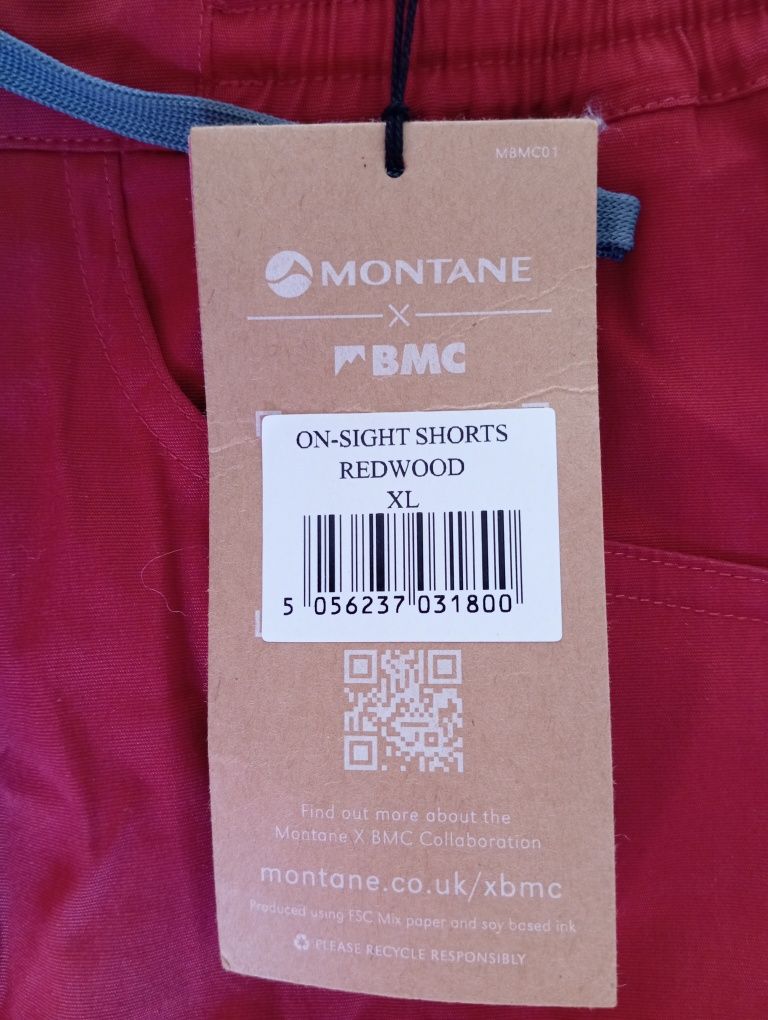 MBMC01
MONTANE
X
BMC
ON-SIGHT SHORTS
REDWOOD
XL
5 056237 031800
Find out more about the
Montane X BMC Collaboration
montane.co.uk/xbmc
Produced using FSC Mix paper and soy based ink
PLEASE RECYCLE RESPONSIBLY